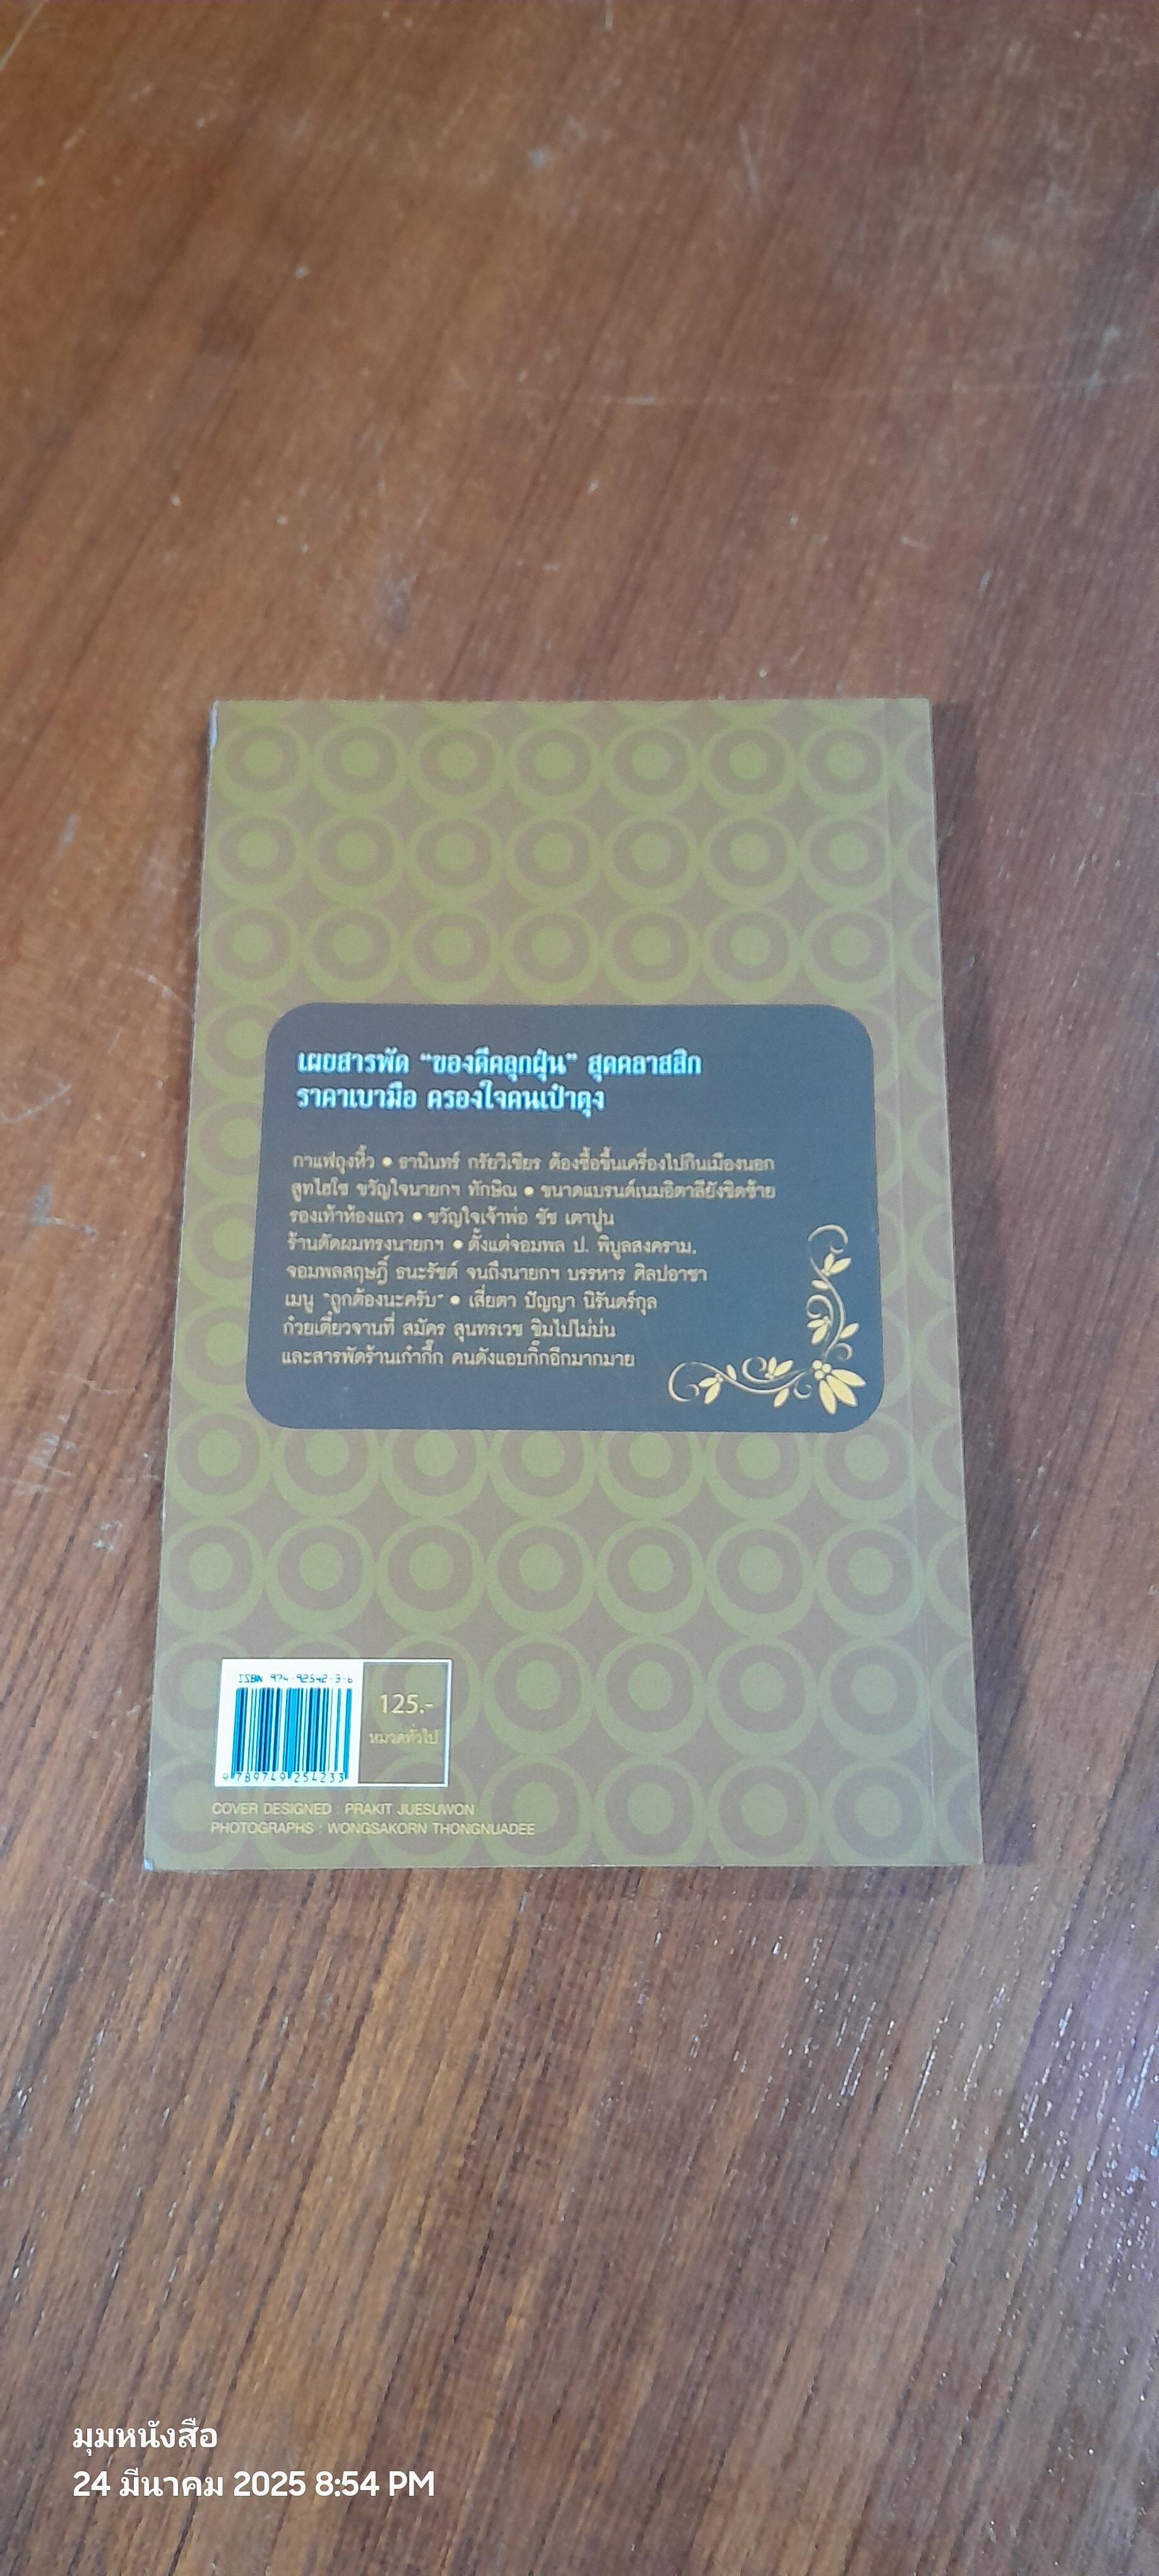 เผยสารพัด "ของดีคลุกฝุ่น" สุดคลาสสิก
ราคาเบามือ ครองใจคนเป๋าตุง
กาแฟถุงหิ้ว • ธานินทร์ กรัยวิเชียร ต้องซื้อขึ้นเครื่องไปกินเมืองนอก
สูทไฮโซ ขวัญใจนายกฯ ทักษิณ • ขนาดแบรนด์เนมอิตาลียังชิดซ้าย
รองเท้าห้องแถว • ขวัญใจเจ้าพ่อ ชัช เตาปูน
ร้านตัดผมทรงนายกฯ • ตั้งแต่จอมพล ป. พิบูลสงคราม,
จอมพลสฤษฎิ์ ธนะรัชต์ จนถึงนายกฯ บรรหาร ศิลปอาชา
เมนู "ถูกต้องนะครับ" • เสี่ยตา ปัญญา นิรันดร์กุล
ก๋วยเตี๋ยวจานที่ สมัคร สุนทรเวช ชิมไปไม่บ่น
และสารพัดร้านเก๋ากึ๊ก คนดังแอบกิ๊กอีกมากมาย
ISBN 974-92542-3-6
9 789749 254233
125.-
หมวดทั่วไป
COVER DESIGNED : PRAKIT JUESUWON
PHOTOGRAPHS : WONGSAKORN THONGNUADEE
มุมหนังสือ
24 มีนาคม 2025 8:54 PM